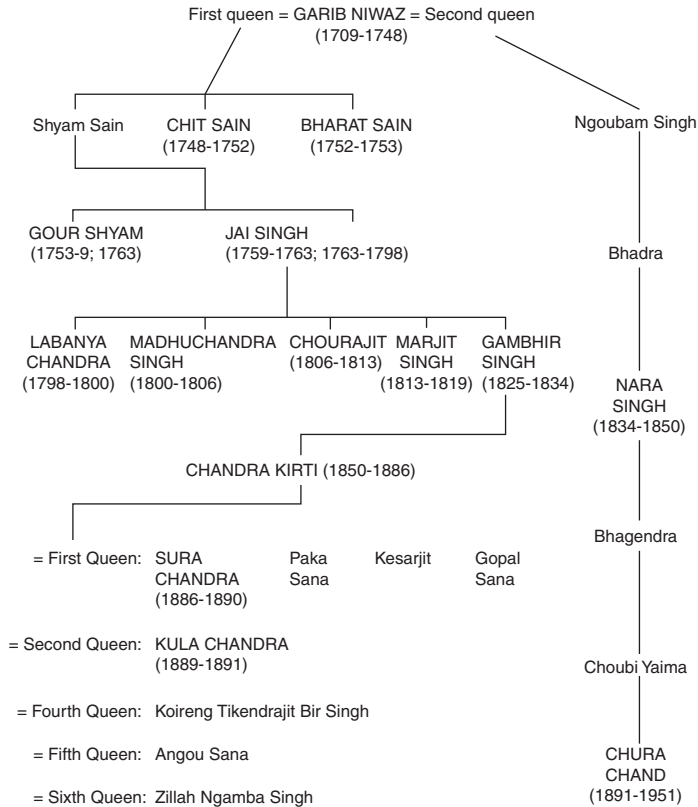 First queen = GARIB NIWAZ = Second queen
(1709-1748)
Shyam Sain
CHIT SAIN
(1748-1752)
BHARAT SAIN
(1752-1753)
Ngoubam Singh
GOUR SHYAM
(1753-9; 1763)
JAI SINGH
(1759-1763; 1763-1798)
Bhadra
LABANYA
CHANDRA
(1798-1800)
MADHUCHANDRA
SINGH
(1800-1806)
CHOURAJIT
(1806-1813)
MARJIT
SINGH
(1813-1819)
GAMBHIR
SINGH
(1825-1834)
NARA
SINGH
(1834-1850)
CHANDRA KIRTI (1850-1886)
Bhagendra
= First Queen: SURA
CHANDRA
(1886-1890)
Paka
Sana
Kesarjit
Gopal
Sana
= Second Queen: KULA CHANDRA
(1889-1891)
Choubi Yaima
= Fourth Queen: Koireng Tikendrajit Bir Singh
= Fifth Queen: Angou Sana
CHURA
CHAND
(1891-1951)
= Sixth Queen: Zillah Ngamba Singh